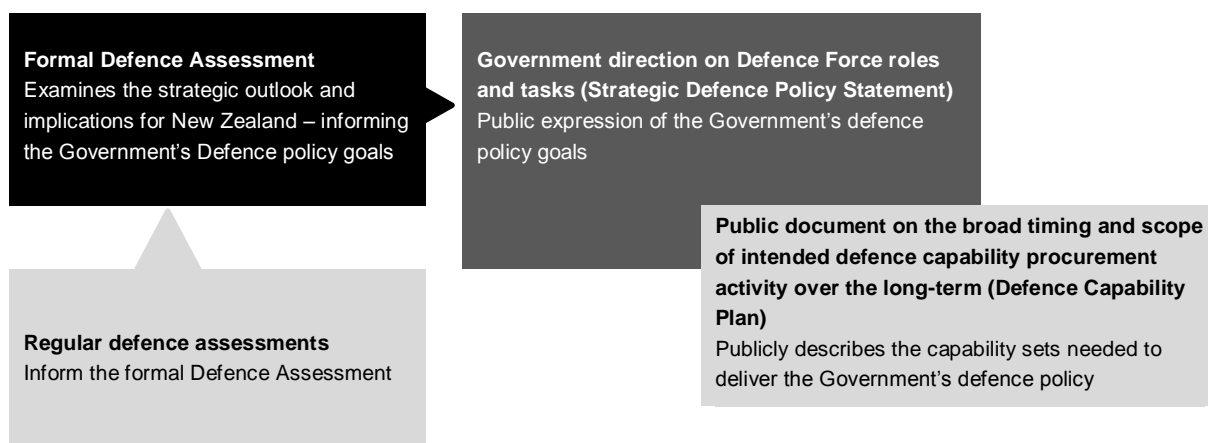 Formal Defence Assessment
Examines the strategic outlook and
implications for New Zealand – informing
the Government’s Defence policy goals
Government direction on Defence Force roles
and tasks (Strategic Defence Policy Statement)
Public expression of the Government’s defence
policy goals
Public document on the broad timing and scope
of intended defence capability procurement
activity over the long-term (Defence Capability
Plan)
Publicly describes the capability sets needed to
deliver the Government’s defence policy
Regular defence assessments
Inform the formal Defence Assessment